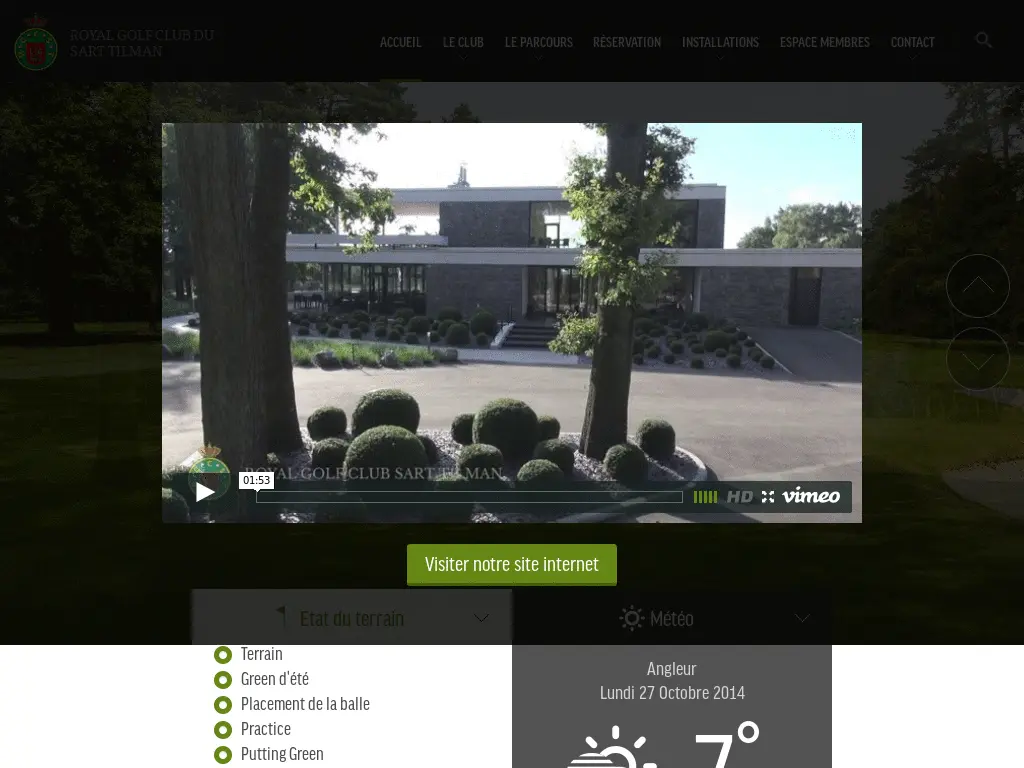 ROYAL GOLF CLUB DU
SART TILMAN
ACCUEIL
LE CLUB
LE PARCOURS
RÉSERVATION
INSTALLATIONS
ESPACE MEMBRES
CONTACT
ROYAL GOLF CLUB SART TILMAN
01:53
HD
vimeo
Visiter notre site internet
Etat du terrain
Météo
Terrain
Green d'été
Placement de la balle
Practice
Putting Green
Angleur
Lundi 27 Octobre 2014
7°